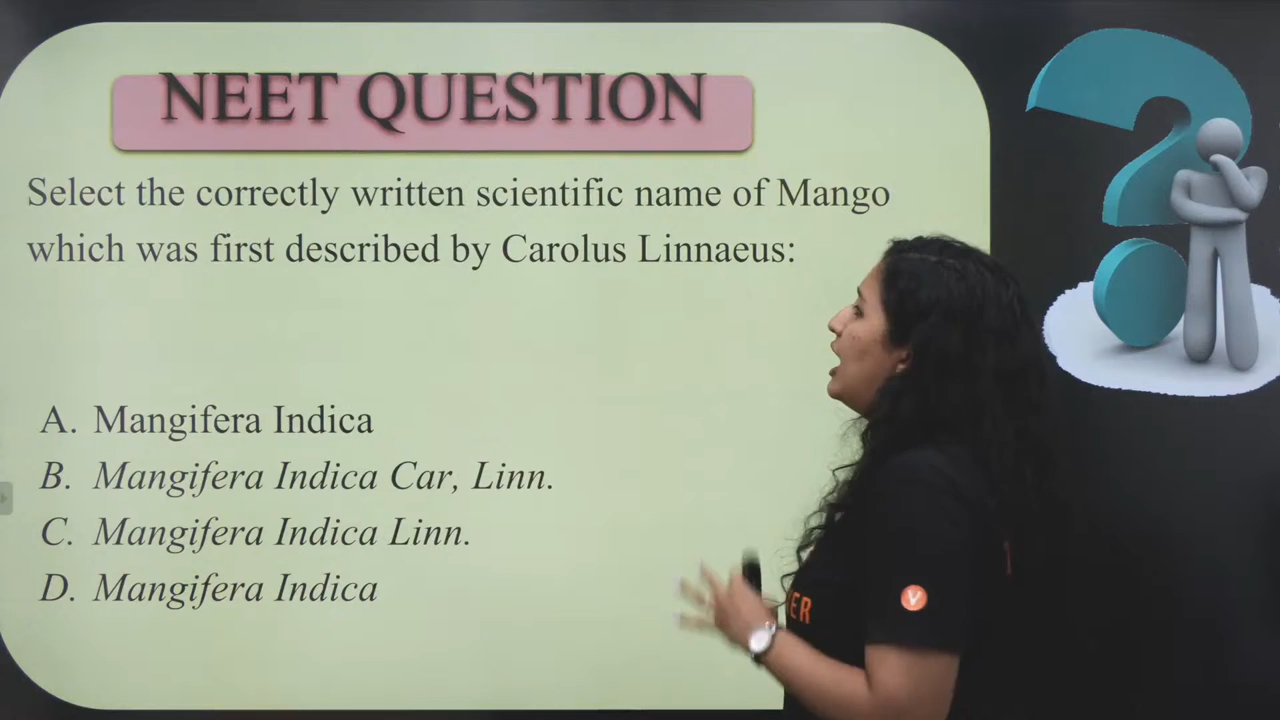 NEET QUESTION
Select the correctly written scientific name of Mango
which was first described by Carolus Linnaeus:
A. Mangifera Indica
B. Mangifera Indica Car, Linn.
C. Mangifera Indica Linn.
D. Mangifera Indica
V